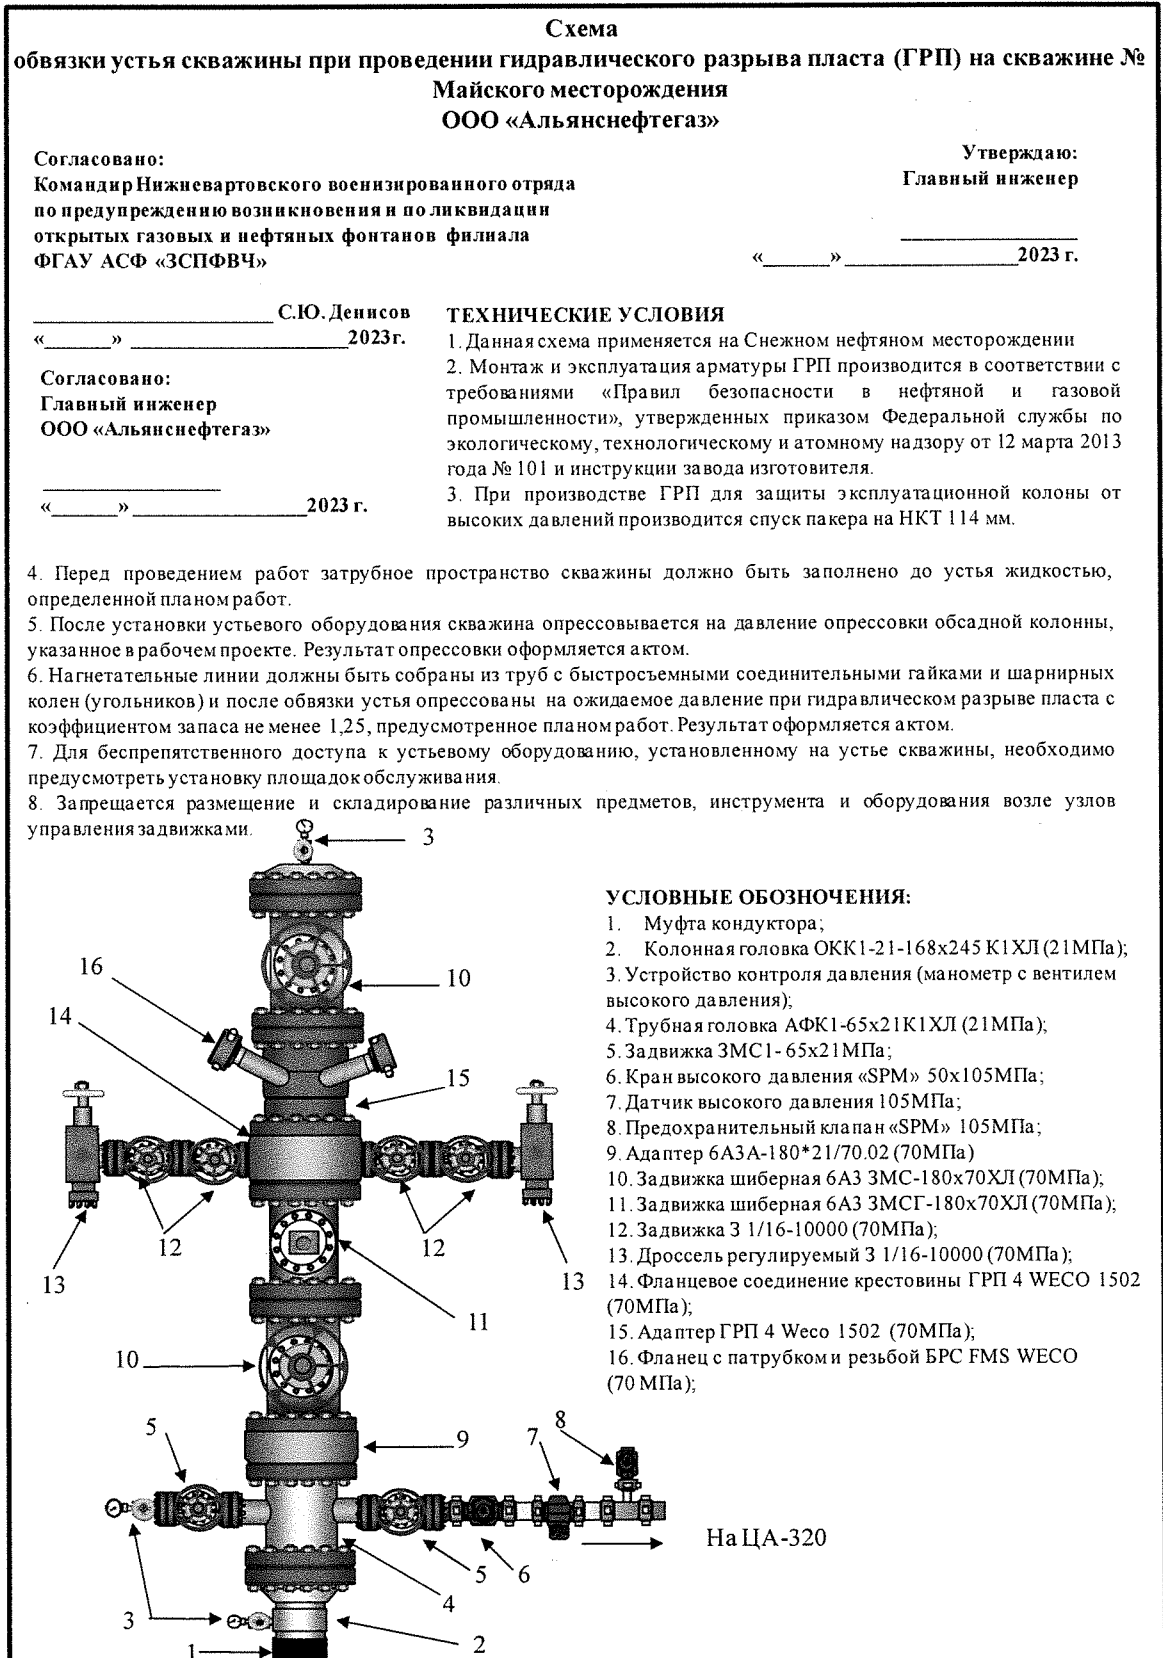 Схема
обвязки устья скважины при проведении гидравлического разрыва пласта (ГРП) на скважине №
Майского месторождения
ООО «Альянснефтегаз»
Согласовано:
Командир Нижневартовского военизированного отряда
по предупреждению возникновения и по ликвидации
открытых газовых и нефтяных фонтанов филиала
ФГАУ АСФ «ЗСПФВЧ»
Утверждаю:
Главный инженер
____________________
«_______» ____________________2023 г.
____________________________ С.Ю. Денисов
«_______» _________________________2023 г.
Согласовано:
Главный инженер
ООО «Альянснефтегаз»
____________________
«_______» ____________________2023 г.
ТЕХНИЧЕСКИЕ УСЛОВИЯ
1. Данная схема применяется на Снежном нефтяном месторождении
2. Монтаж и эксплуатация арматуры ГРП производится в соответствии с
требованиями «Правил безопасности в нефтяной и газовой
промышленности», утвержденных приказом Федеральной службы по
экологическому, технологическому и атомному надзору от 12 марта 2013
года № 101 и инструкции завода изготовителя.
3. При производстве ГРП для защиты эксплуатационной колоны от
высоких давлений производится спуск пакера на НКТ 114 мм.
4. Перед проведением работ затрубное пространство скважины должно быть заполнено до устья жидкостью,
определенной планом работ.
5. После установки устьевого оборудования скважина опрессовывается на давление опрессовки обсадной колонны,
указанное в рабочем проекте. Результат опрессовки оформляется актом.
6. Нагнетательные линии должны быть собраны из труб с быстросъемными соединительными гайками и шарнирных
колен (угольников) и после обвязки устья опрессованы на ожидаемое давление при гидравлическом разрыве пласта с
коэффициентом запаса не менее 1,25, предусмотренное планом работ. Результат оформляется актом.
7. Для беспрепятственного доступа к устьевому оборудованию, установленному на устье скважины, необходимо
предусмотреть установку площадок обслуживания.
8. Запрещается размещение и складирование различных предметов, инструмента и оборудования возле узлов
управления задвижками.
УСЛОВНЫЕ ОБОЗНОЧЕНИЯ:
1. Муфта кондуктора;
2. Колонная головка ОКК1-21-168х245 К1 ХЛ (21МПа);
3. Устройство контроля давления (манометр с вентилем
высокого давления);
4. Трубная головка АФК1-65х21К1ХЛ (21МПа);
5. Задвижка ЗМС1- 65х21МПа;
6. Кран высокого давления «SPM» 50х105МПа;
7. Датчик высокого давления 105МПа;
8. Предохранительный клапан «SPM» 105МПа;
9. Адаптер 6АЗА-180*21/70.02 (70МПа)
10. Задвижка шиберная 6АЗ ЗМС-180х70ХЛ (70МПа);
11. Задвижка шиберная 6АЗ ЗМСГ-180х70ХЛ (70МПа);
12. Задвижка 3 1/16-10000 (70МПа);
13. Дроссель регулируемый 3 1/16-10000 (70МПа);
14. Фланцевое соединение крестовины ГРП 4 WECO 1502
(70МПа);
15. Адаптер ГРП 4 Weco 1502 (70МПа);
16. Фланец с патрубком и резьбой БРС FMS WECO
(70 МПа);
3
16
10
14
15
12
12
13
13
11
10
5
9
7
8
На ЦА-320
5
6
4
3
2
1